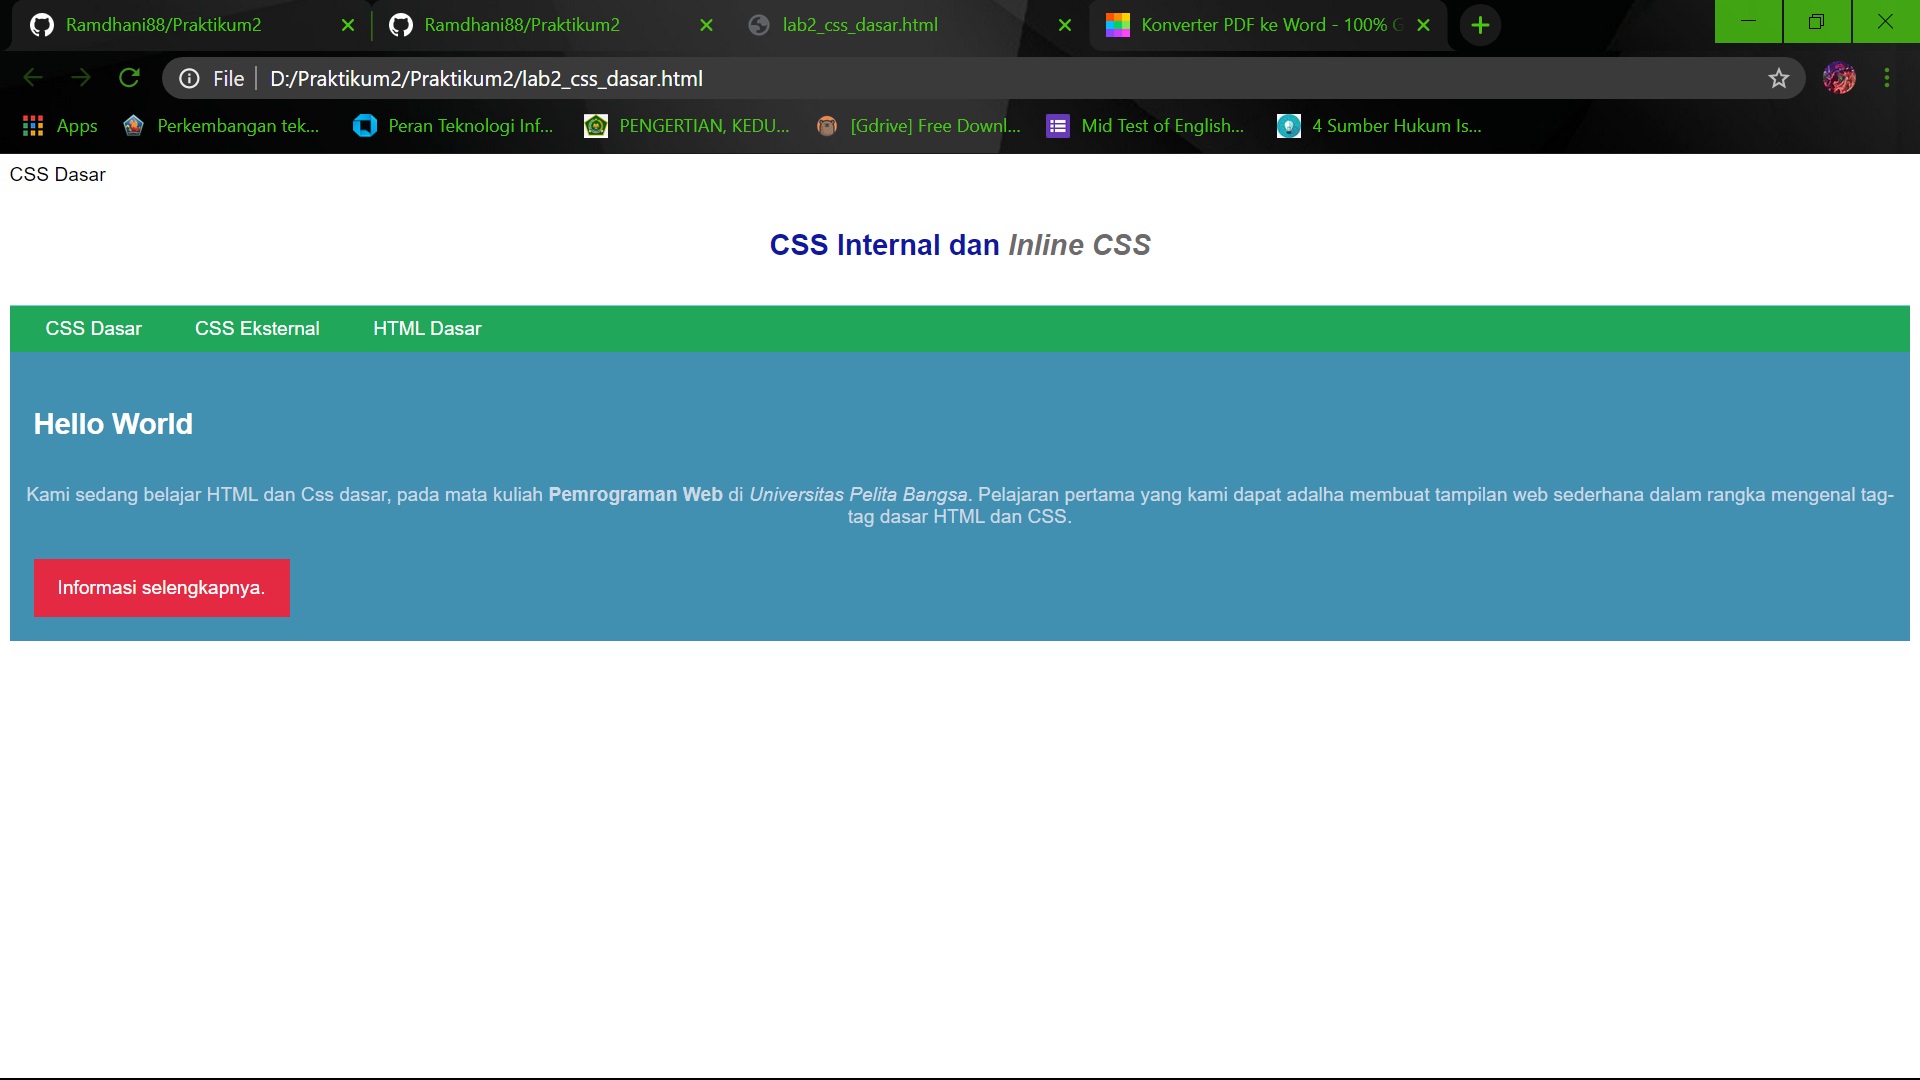 Ramdhani88/Praktikum2
Ramdhani88/Praktikum2
lab2_css_dasar.html
Konverter PDF ke Word - 100% G
File
D:/Praktikum2/Praktikum2/lab2_css_dasar.html
Apps
Perkembangan tek...
Peran Teknologi Inf...
PENGERTIAN, KEDU...
[Gdrive] Free Downl...
Mid Test of English...
4 Sumber Hukum Is...
CSS Dasar
CSS Internal dan Inline CSS
CSS Dasar CSS Eksternal HTML Dasar
Hello World
Kami sedang belajar HTML dan Css dasar, pada mata kuliah Pemrograman Web di Universitas Pelita Bangsa. Pelajaran pertama yang kami dapat adalha membuat tampilan web sederhana dalam rangka mengenal tag-
tag dasar HTML dan CSS.
Informasi selengkapnya.